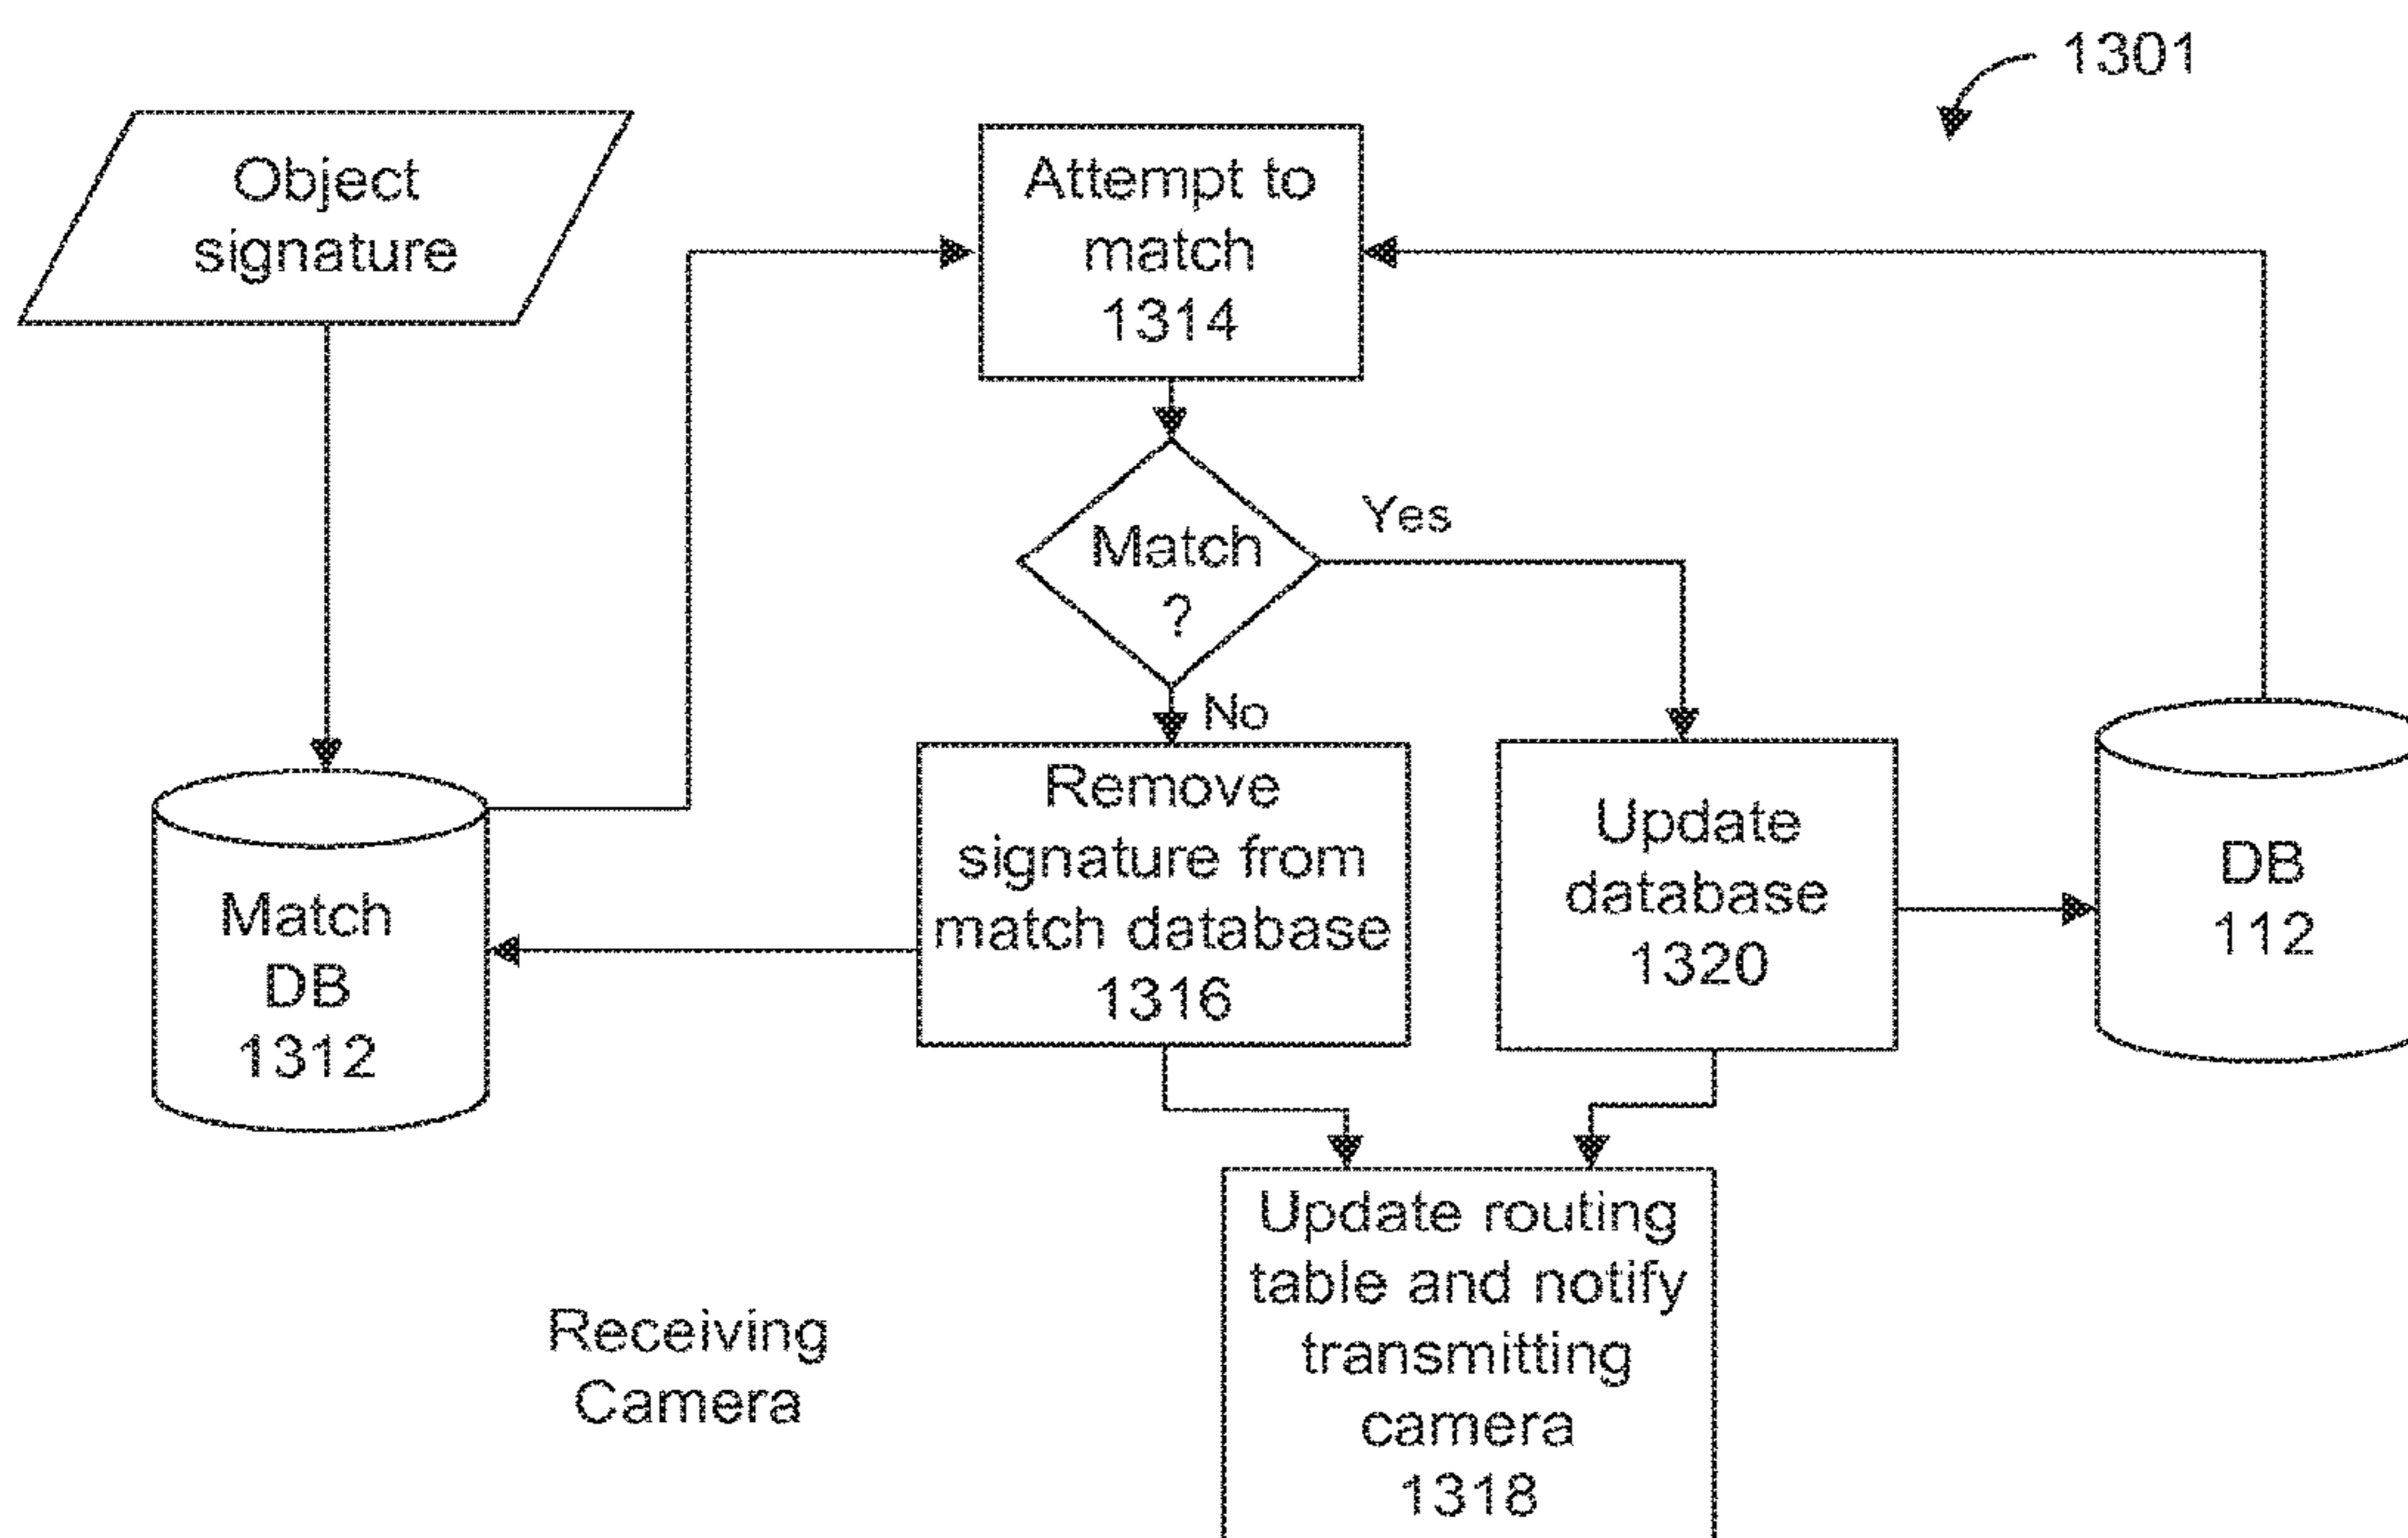 1301
Object
signature
Attempt to
match
1314
Match
?
Yes
No
Remove
signature from
match database
1316
Update
database
1320
DB
112
Match
DB
1312
Update routing
table and notify
transmitting
camera
1318
Receiving
Camera